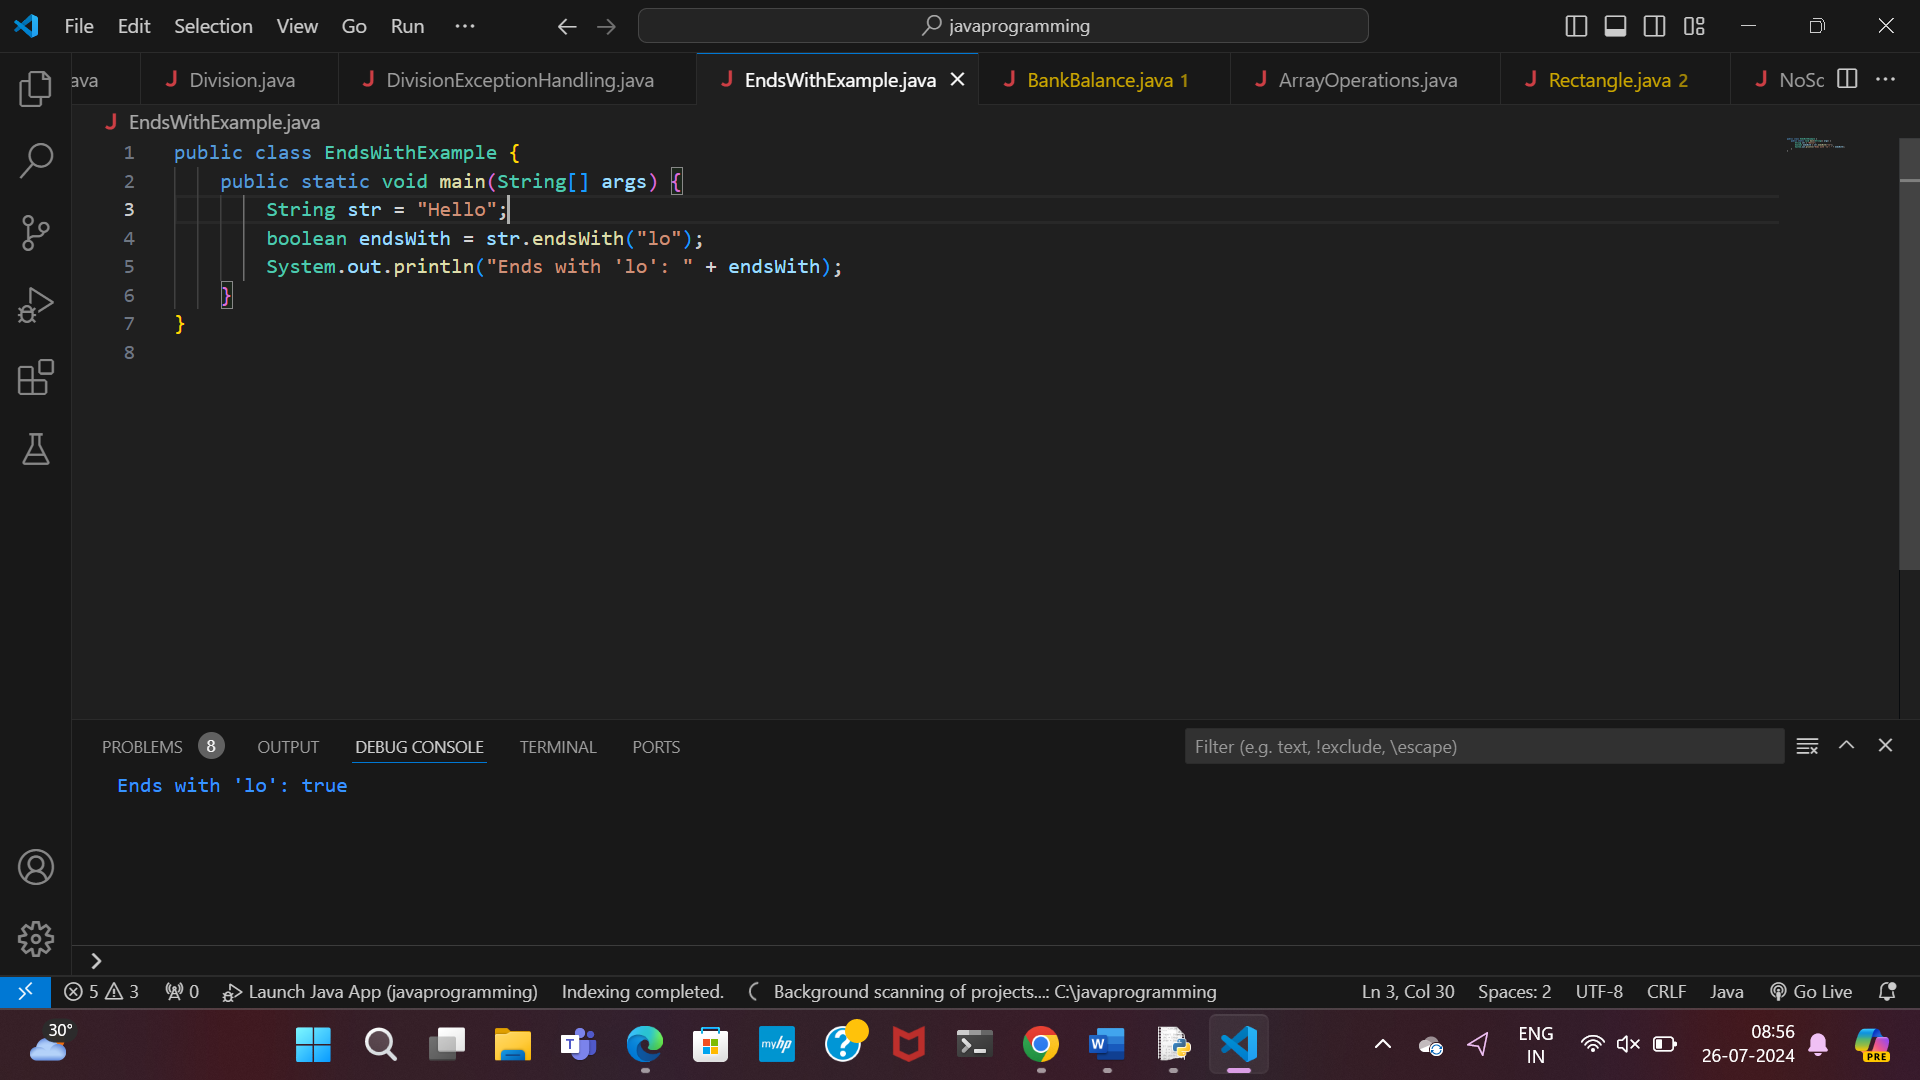 File Edit Selection View Go Run ... javaprogramming
ava Division.java DivisionExceptionHandling.java EndsWithExample.java BankBalance.java 1 ArrayOperations.java Rectangle.java 2 NoSc
EndsWithExample.java
1 public class EndsWithExample {
2 public static void main(String[] args) {
3 String str = "Hello";
4 boolean endsWith = str.endsWith("lo");
5 System.out.println("Ends with 'lo': " + endsWith);
6 }
7 }
8
PROBLEMS 8 OUTPUT DEBUG CONSOLE TERMINAL PORTS Filter (e.g. text, !exclude, \escape)
Ends with 'lo': true
5 3 0 Launch Java App (javaprogramming) Indexing completed. Background scanning of projects...: C:\javaprogramming Ln 3, Col 30 Spaces: 2 UTF-8 CRLF Java Go Live
30° T myhp ? W ENG 08:56
IN 26-07-2024 PRE